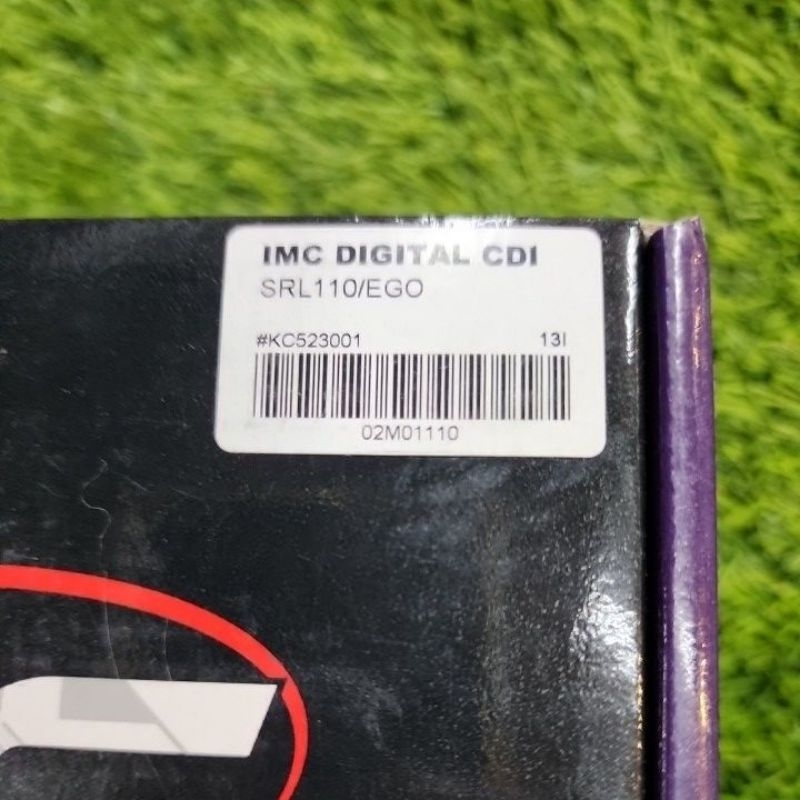 IMC DIGITAL CDI
SRL110/EGO
#KC523001 13I
02M01110